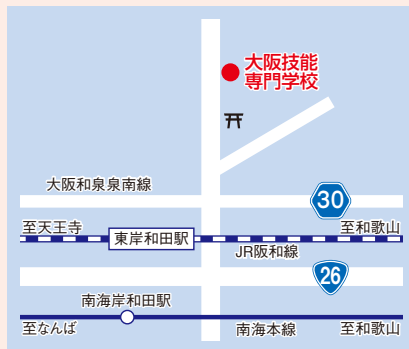 大阪技能
専門学校
大阪和泉泉南線
30
至天王寺
至和歌山
東岸和田駅
JR阪和線
26
南海岸和田駅
至なんば
南海本線
至和歌山